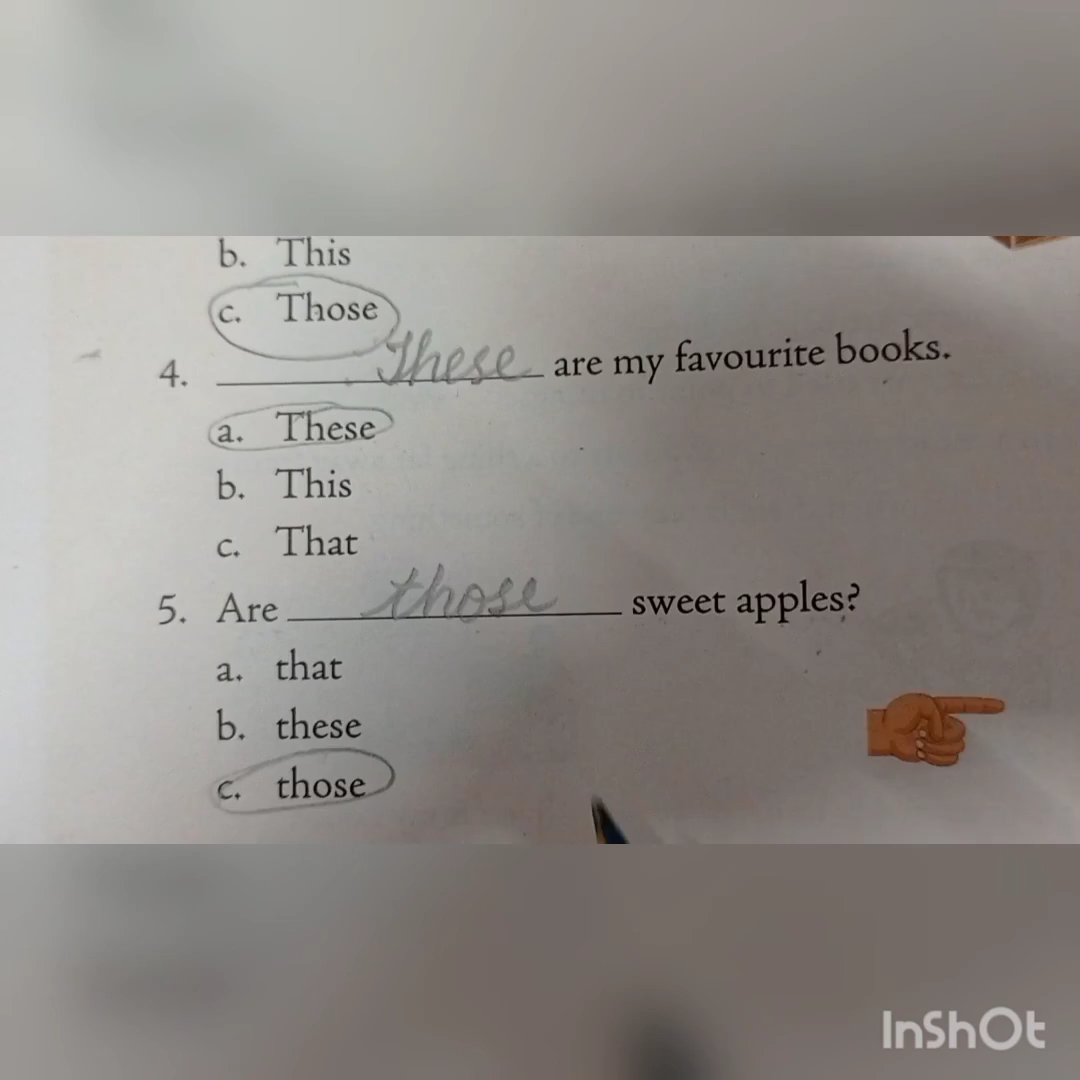 b. This
c. Those
4. These are my favourite books.
a. These
b. This
c. That
5. Are those sweet apples?
a. that
b. these
c. those
InShOt